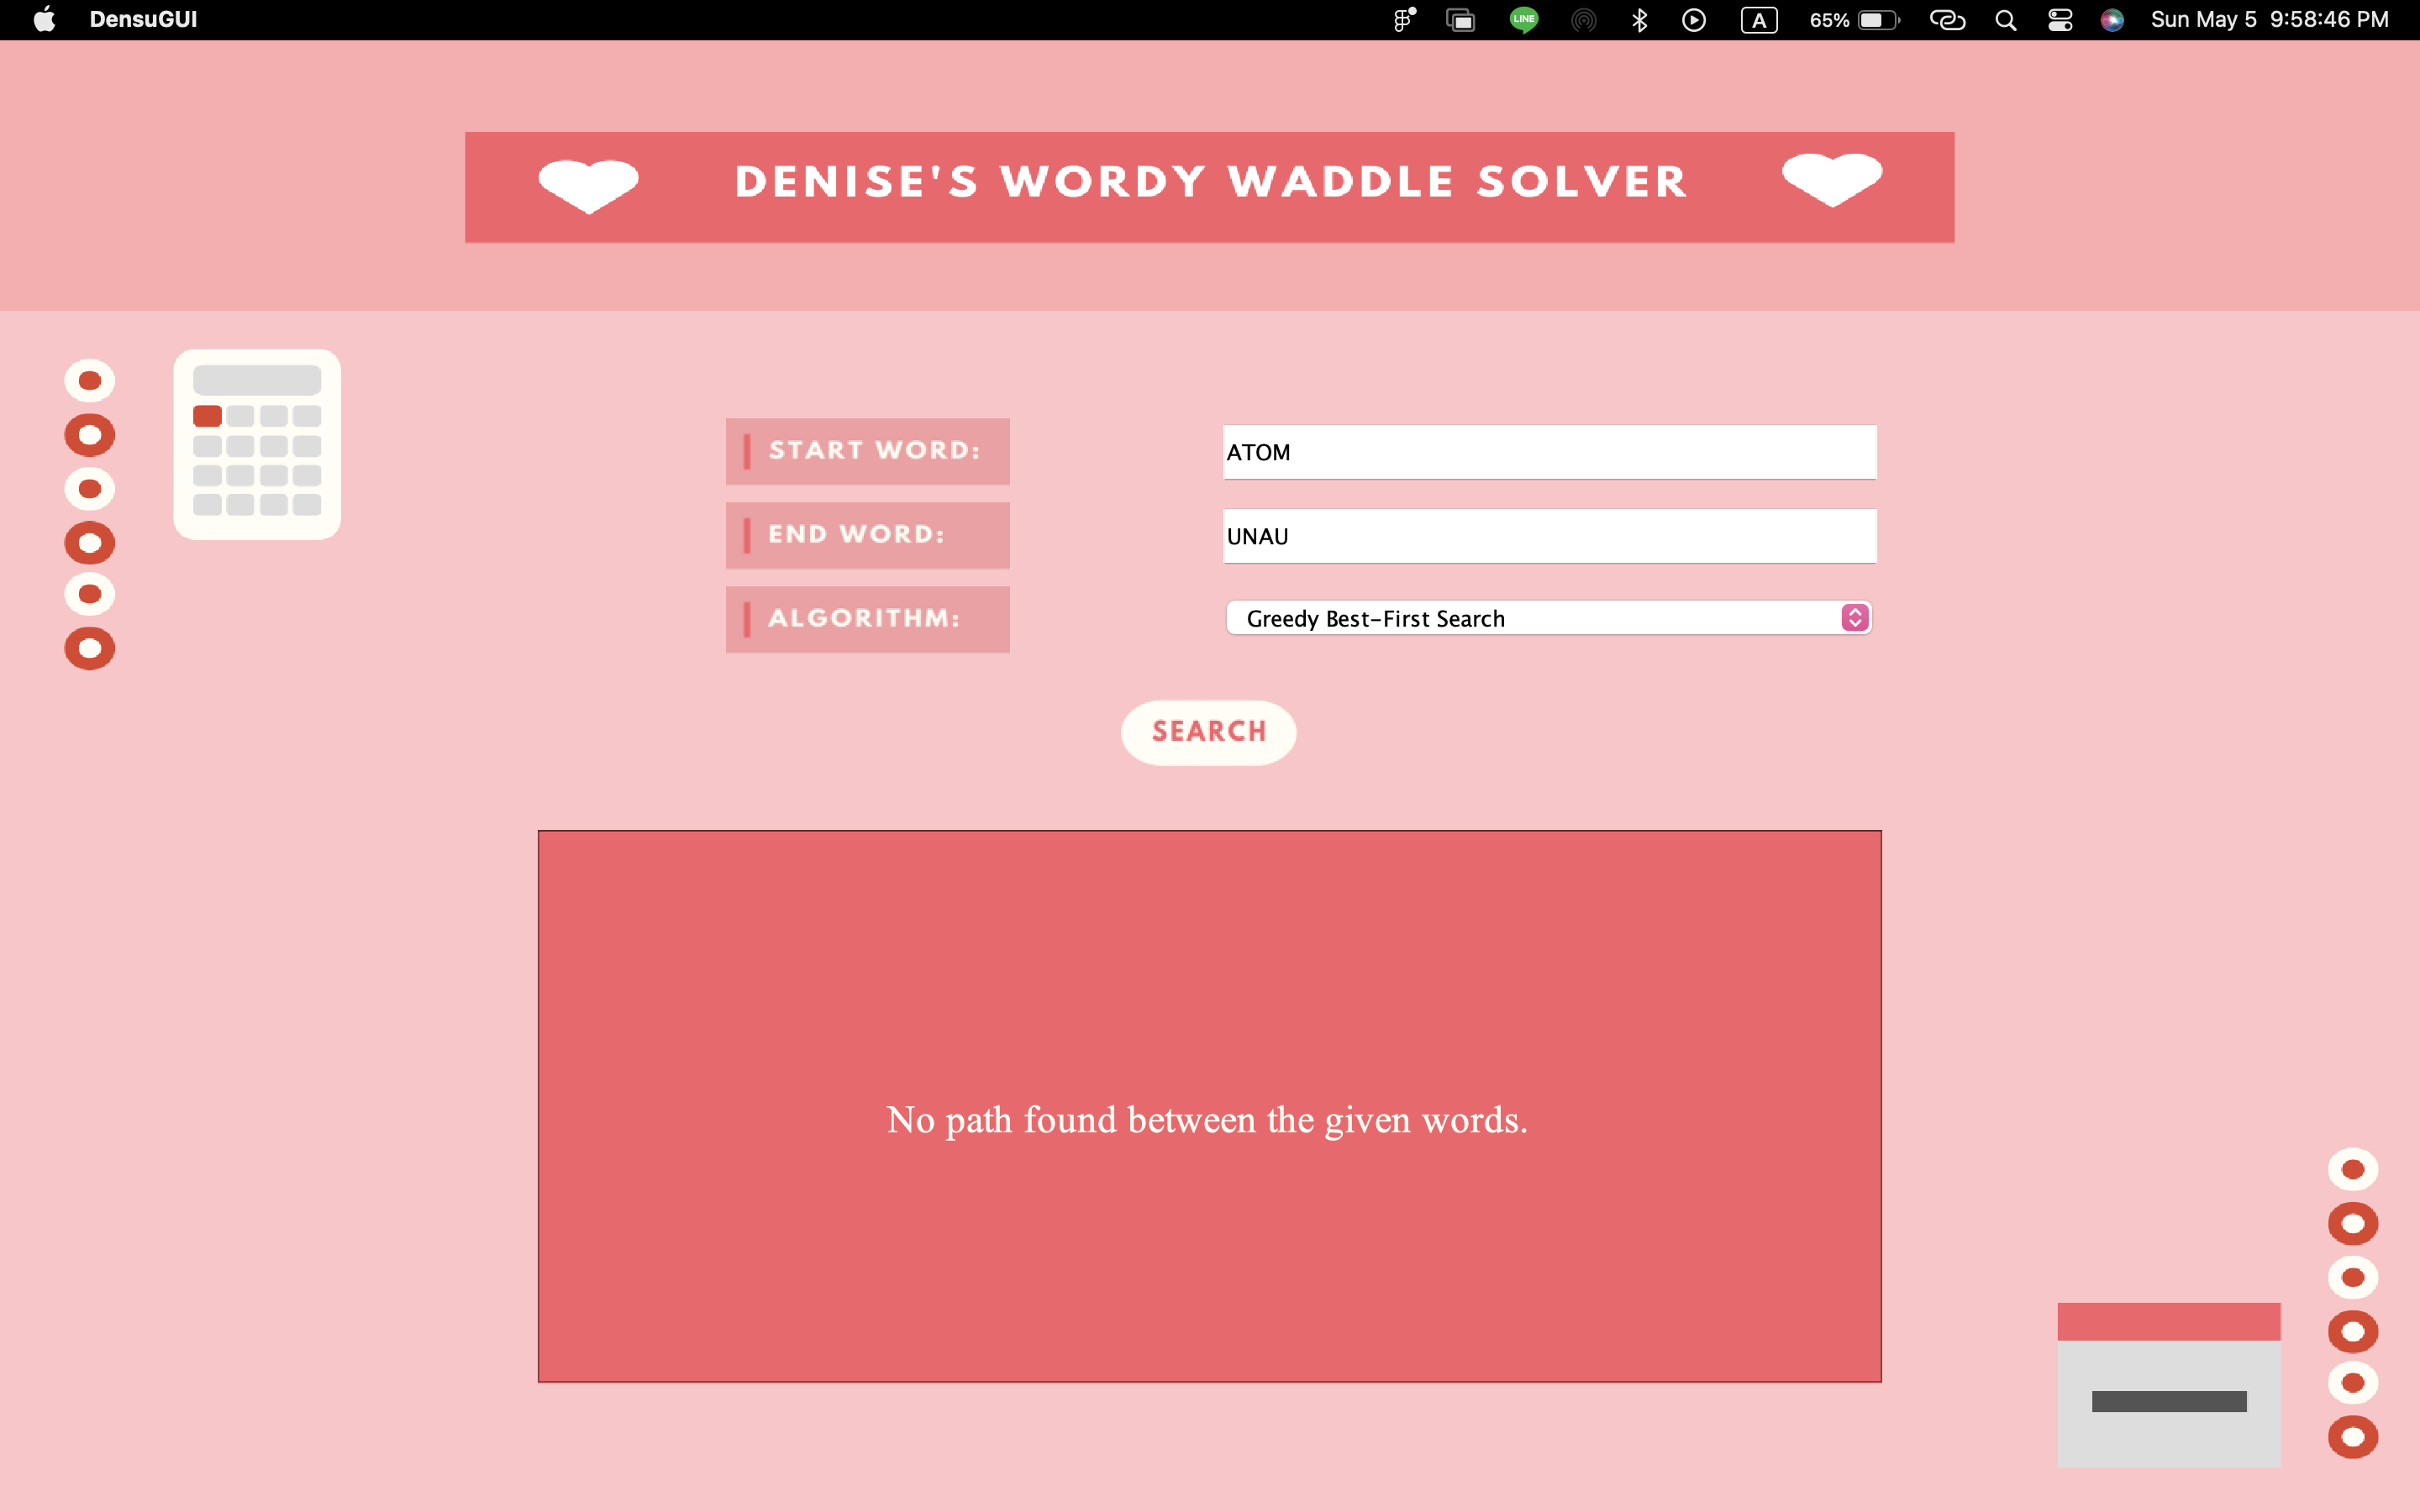 DensuGUI LINE A 65% Sun May 5 9:58:46 PM
DENISE'S WORDY WADDLE SOLVER
START WORD: ATOM
END WORD: UNAU
ALGORITHM: Greedy Best-First Search
SEARCH
No path found between the given words.